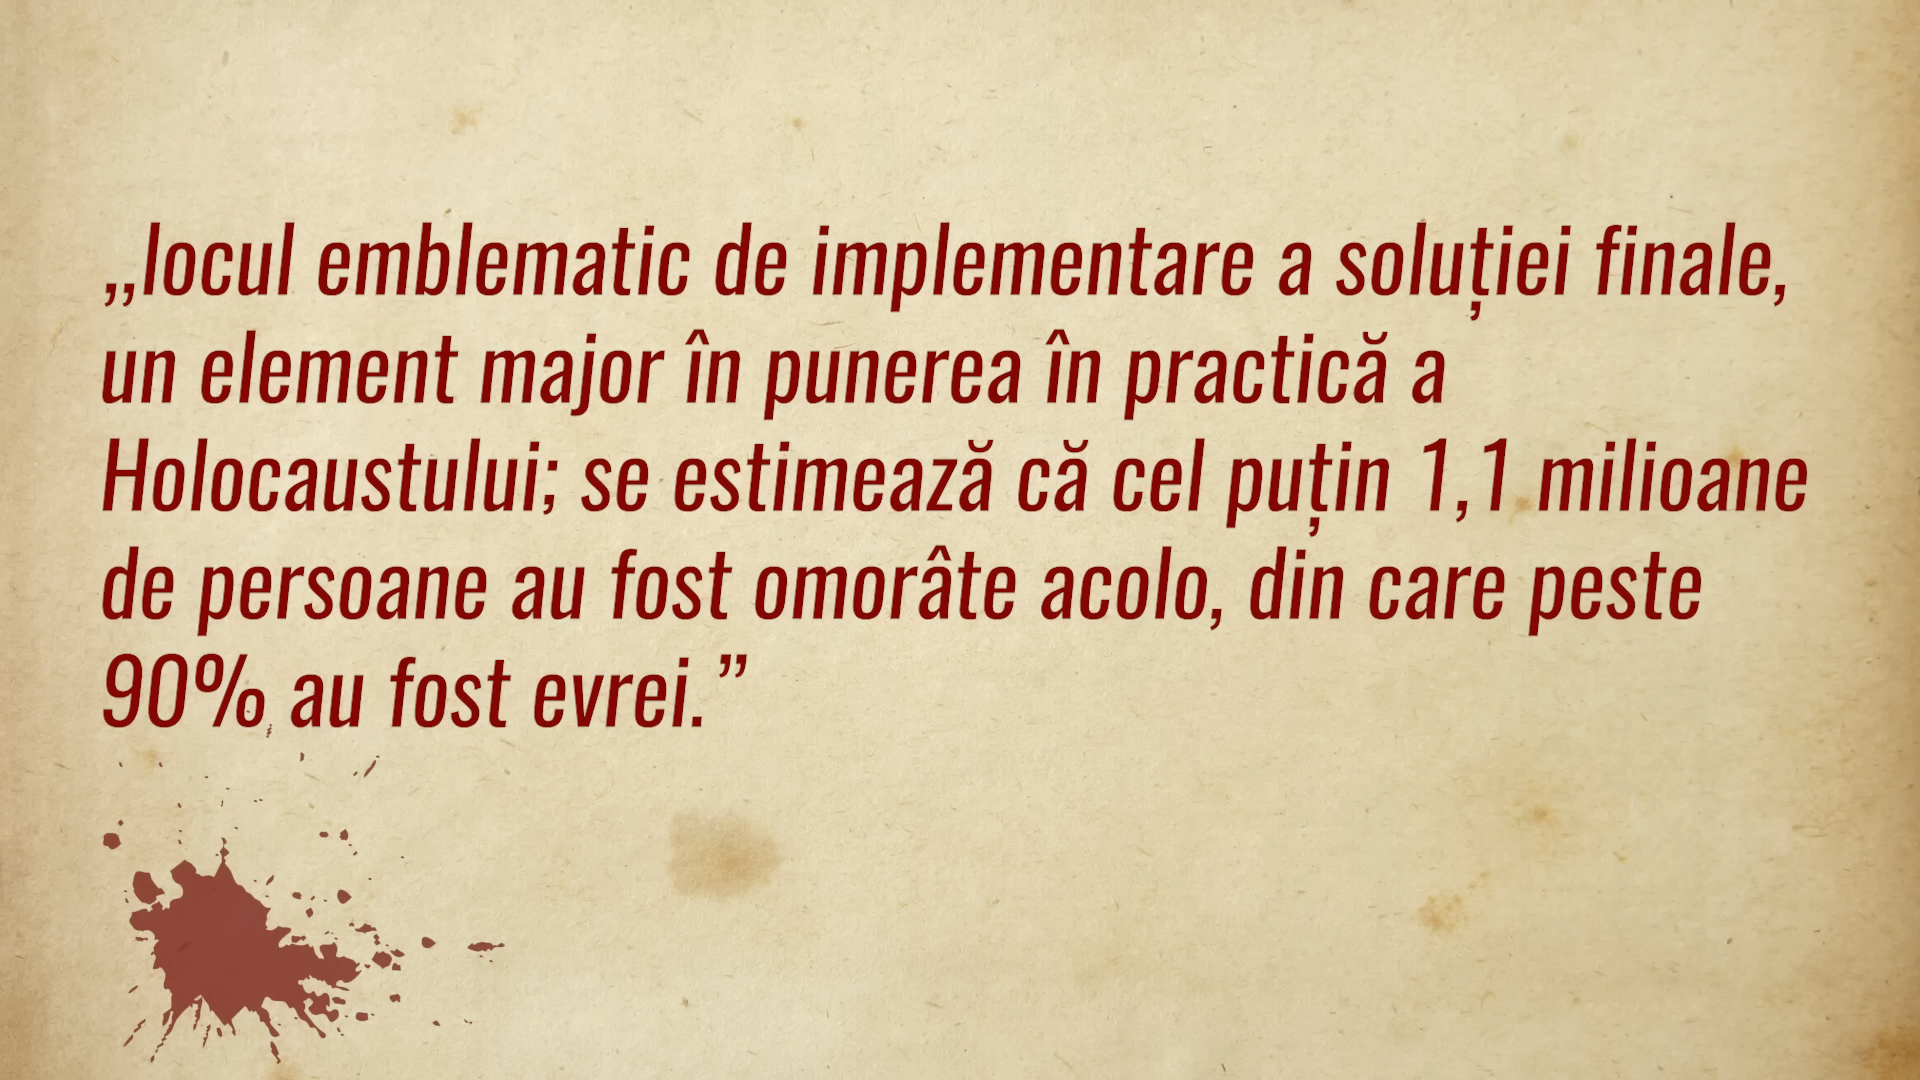 „locul emblematic de implementare a soluției finale,
un element major în punerea în practică a
Holocaustului; se estimează că cel puțin 1,1 milioane
de persoane au fost omorâte acolo, din care peste
90% au fost evrei.”